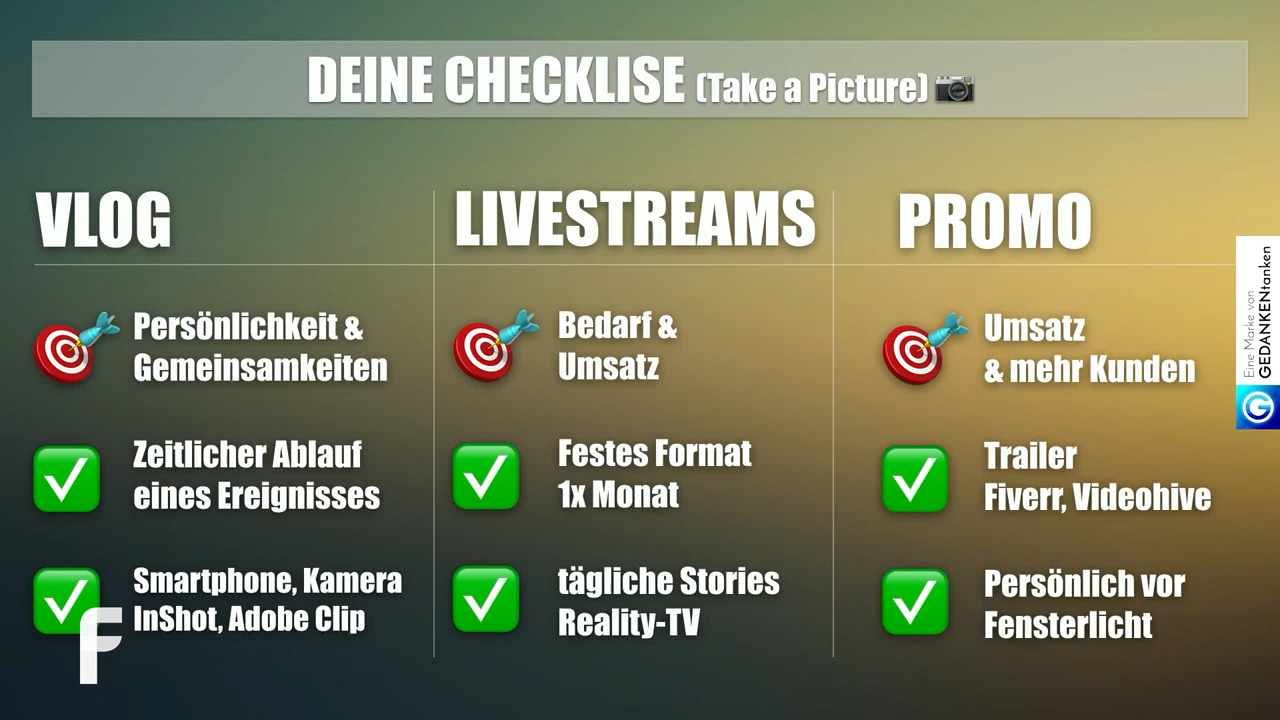 DEINE CHECKLISE (Take a Picture)
VLOG
Persönlichkeit &
Gemeinsamkeiten
Zeitlicher Ablauf
eines Ereignisses
Smartphone, Kamera
InShot, Adobe Clip
LIVESTREAMS
Bedarf &
Umsatz
Festes Format
1x Monat
tägliche Stories
Reality-TV
PROMO
Umsatz
& mehr Kunden
Trailer
Fiverr, Videohive
Persönlich vor
Fensterlicht
Eine Marke von
GEDANKENtanken
G
F